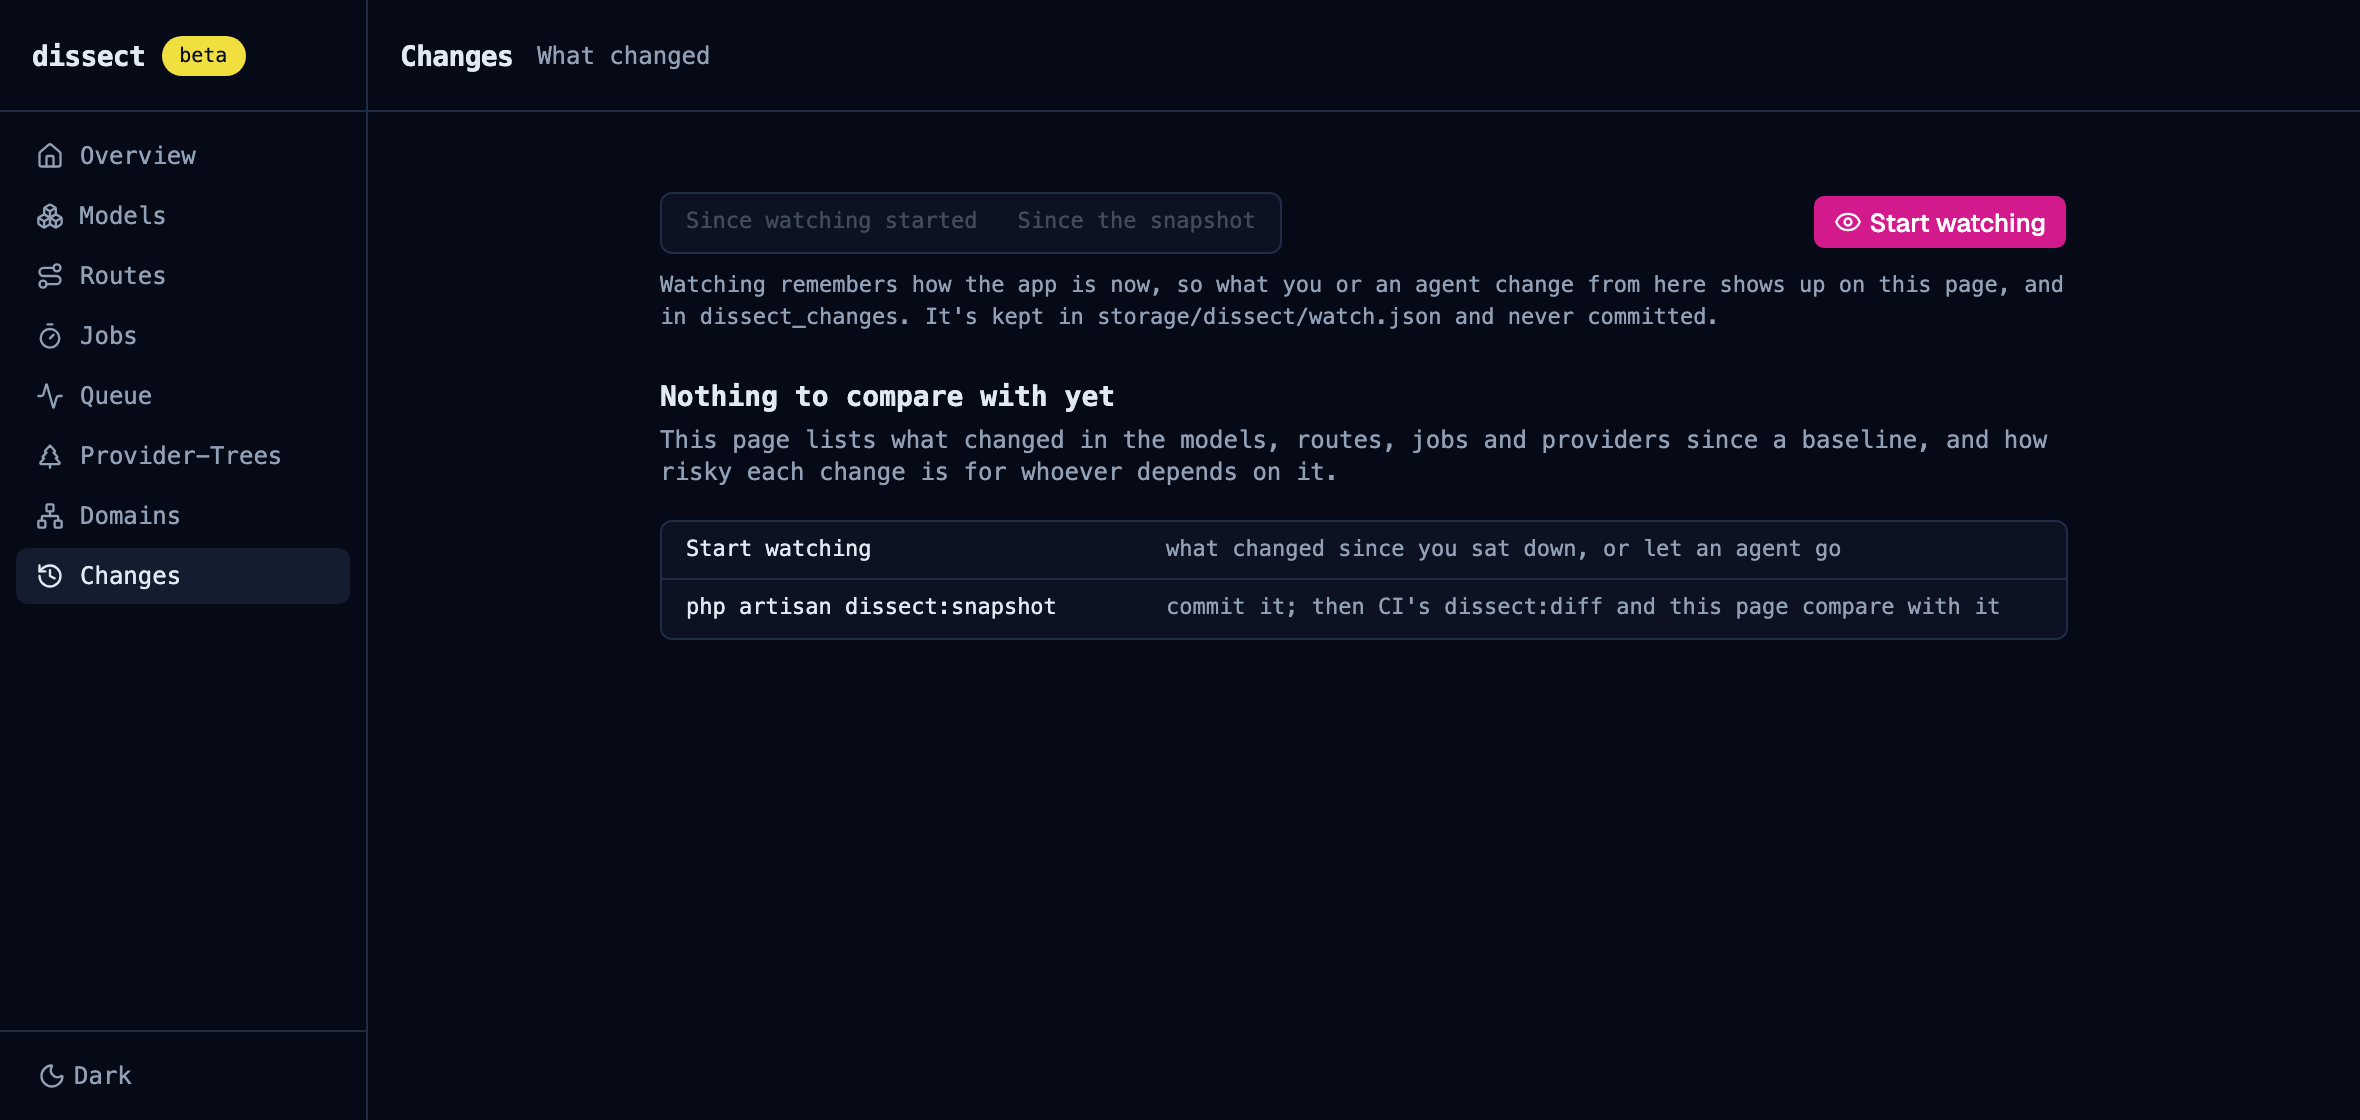 dissect beta
Changes What changed
Overview
Models
Routes
Jobs
Queue
Provider-Trees
Domains
Changes
Dark
Since watching started Since the snapshot
Start watching
Watching remembers how the app is now, so what you or an agent change from here shows up on this page, and
in dissect_changes. It's kept in storage/dissect/watch.json and never committed.
Nothing to compare with yet
This page lists what changed in the models, routes, jobs and providers since a baseline, and how
risky each change is for whoever depends on it.
Start watching what changed since you sat down, or let an agent go
php artisan dissect:snapshot commit it; then CI's dissect:diff and this page compare with it